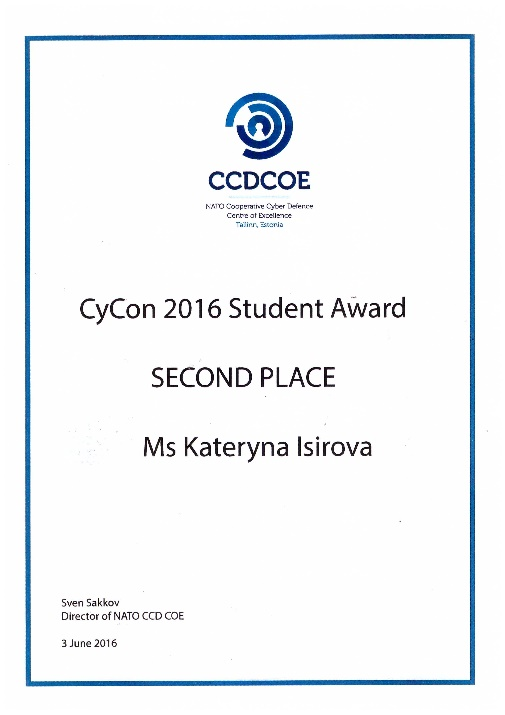 CCDCOE
NATO Cooperative Cyber Defence
Centre of Excellence
Tallinn, Estonia
CyCon 2016 Student Award
SECOND PLACE
Ms Kateryna Isirova
Sven Sakkov
Director of NATO CCD COE
3 June 2016